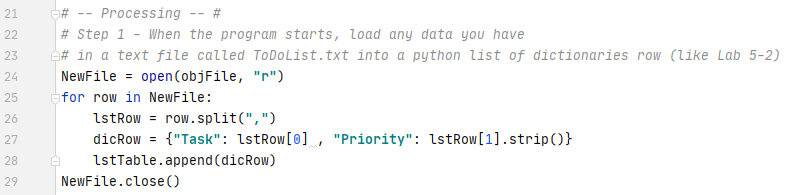 21 # -- Processing -- #
22 # Step 1 - When the program starts, load any data you have
23 # in a text file called ToDoList.txt into a python list of dictionaries row (like Lab 5-2)
24 NewFile = open(objFile, "r")
25 for row in NewFile:
26     lstRow = row.split(",")
27     dicRow = {"Task": lstRow[0] , "Priority": lstRow[1].strip()}
28     lstTable.append(dicRow)
29 NewFile.close()